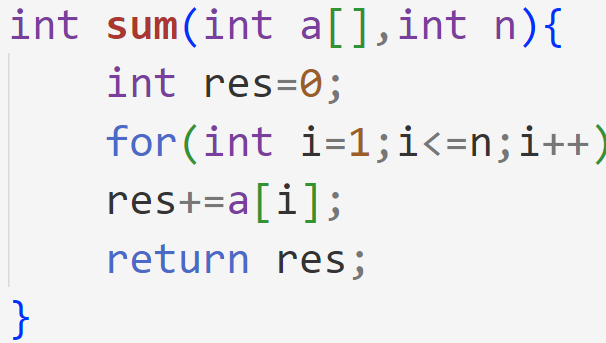 int sum(int a[],int n){
    int res=0;
    for(int i=1;i<=n;i++)
    res+=a[i];
    return res;
}